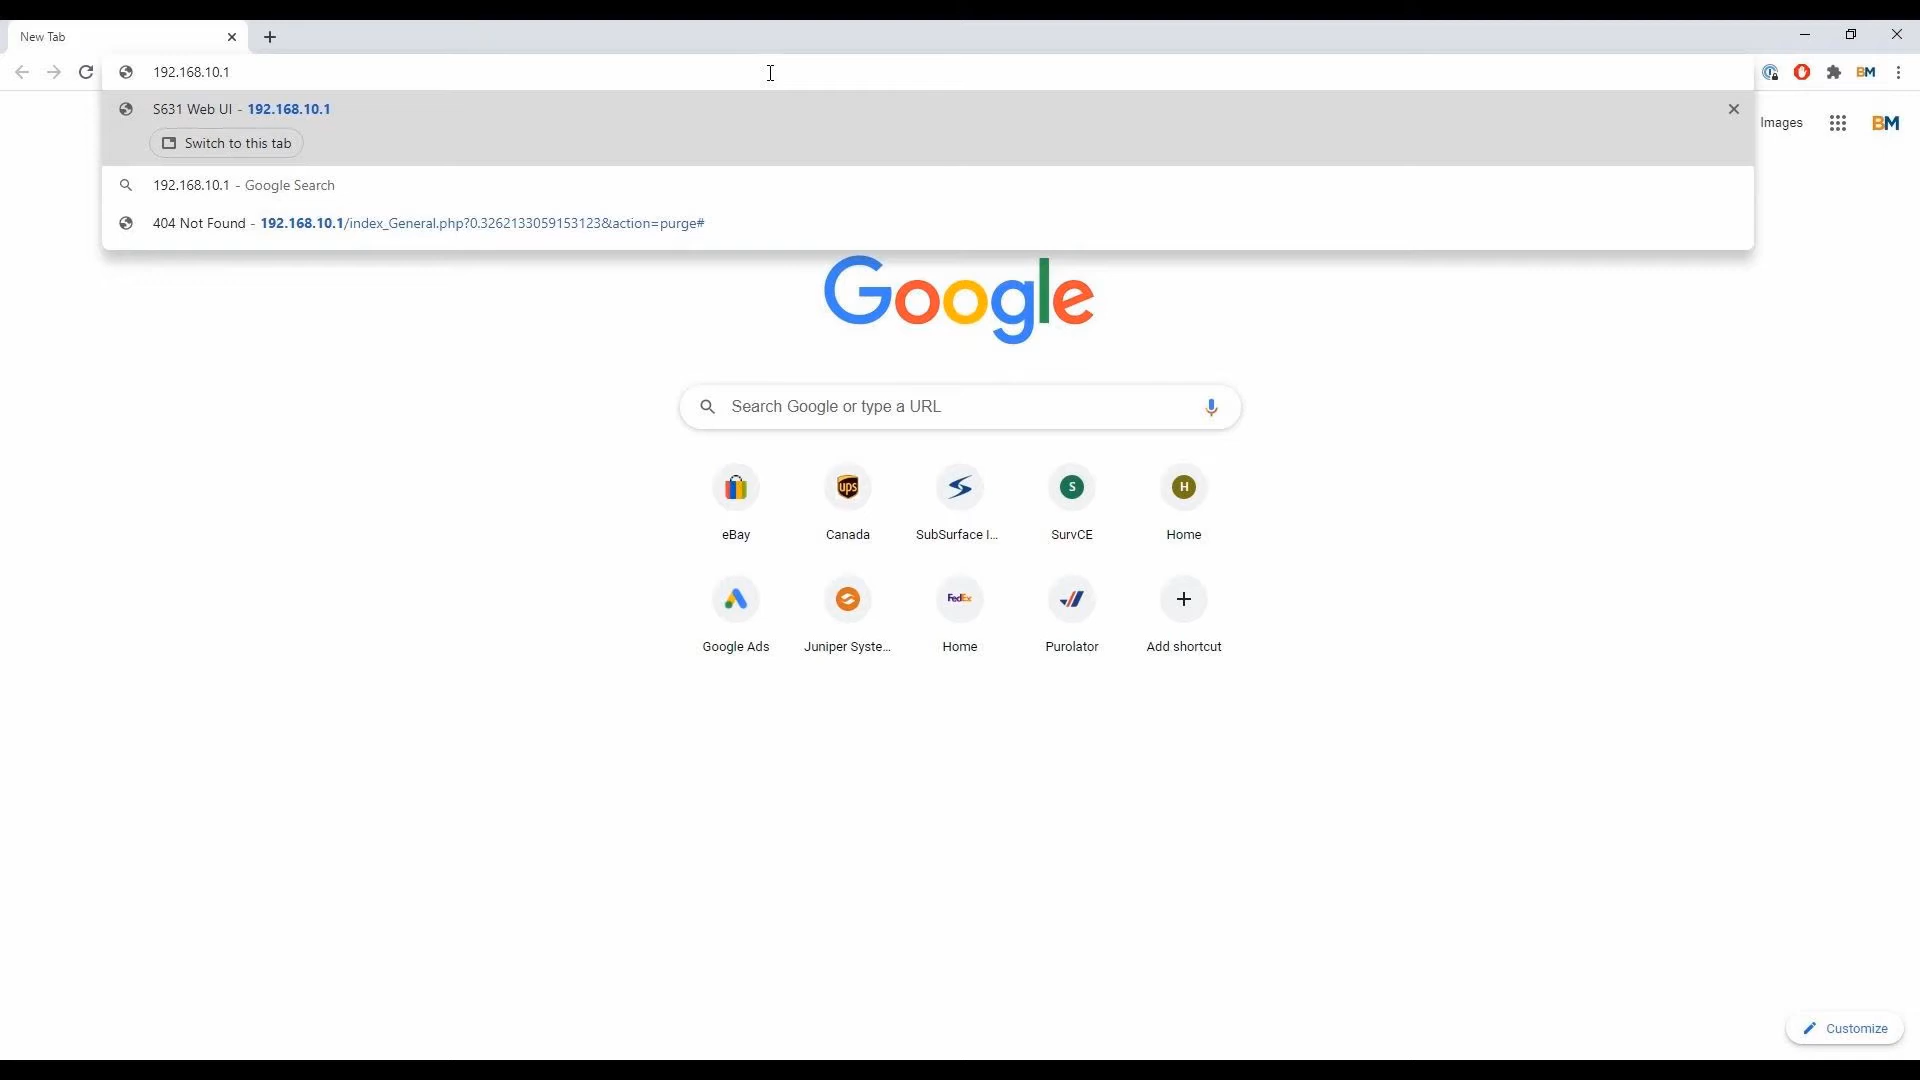 New Tab
192.168.10.1
BM
S631 Web UI - 192.168.10.1
Switch to this tab
Images
BM
192.168.10.1 - Google Search
404 Not Found - 192.168.10.1/index_General.php?0.3262133059153123&action=purge#
Google
Search Google or type a URL
ups
S
H
eBay
Canada
SubSurface I...
SurvCE
Home
FedEx
Google Ads
Juniper Syste...
Home
Purolator
Add shortcut
Customize